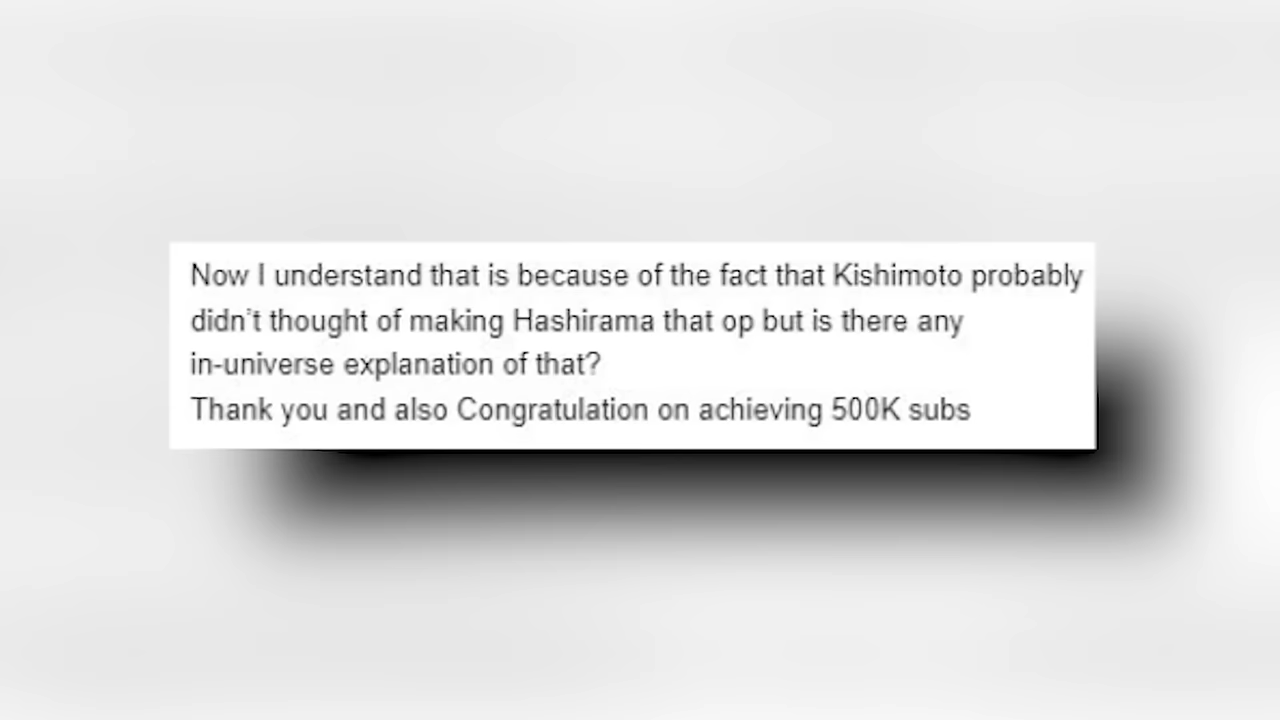 Now I understand that is because of the fact that Kishimoto probably
didn't thought of making Hashirama that op but is there any
in-universe explanation of that?
Thank you and also Congratulation on achieving 500K subs